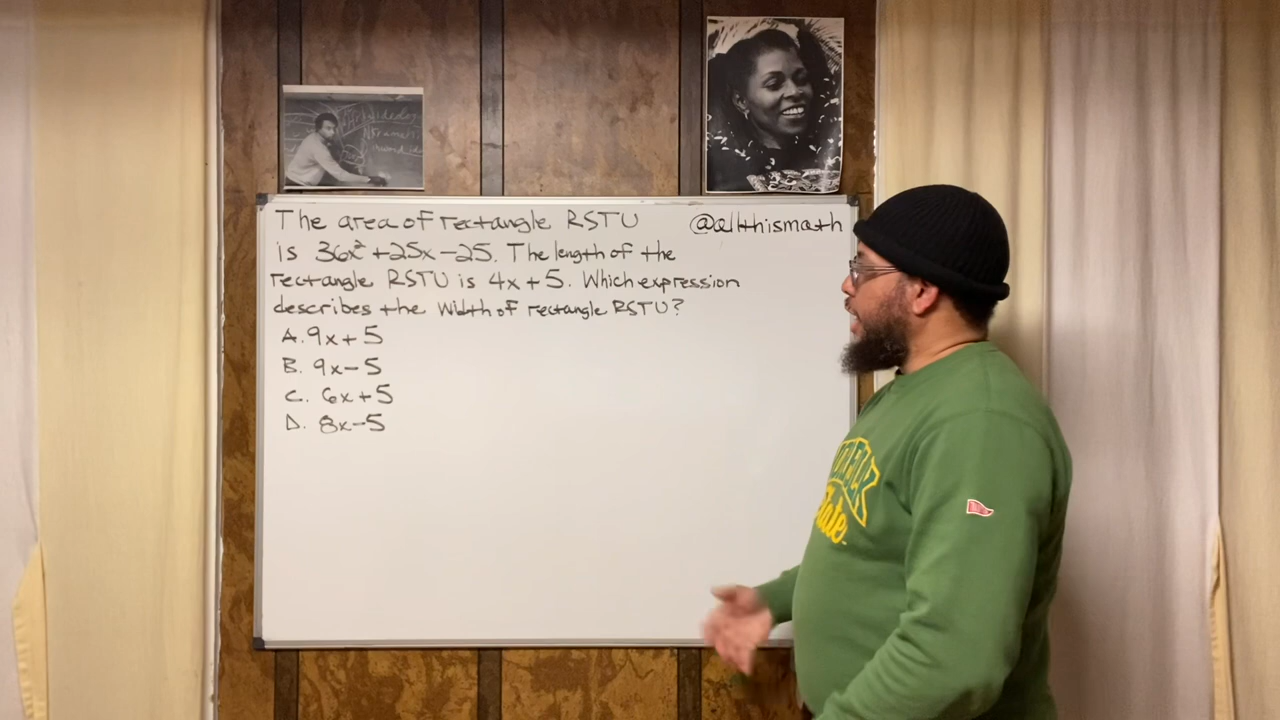 The area of rectangle RSTU
@allthismath
is 36x² + 25x - 25. The length of the
rectangle RSTU is 4x + 5. Which expression
describes the width of rectangle RSTU?
A. 9x + 5
B. 9x - 5
C. 6x + 5
D. 8x - 5
State